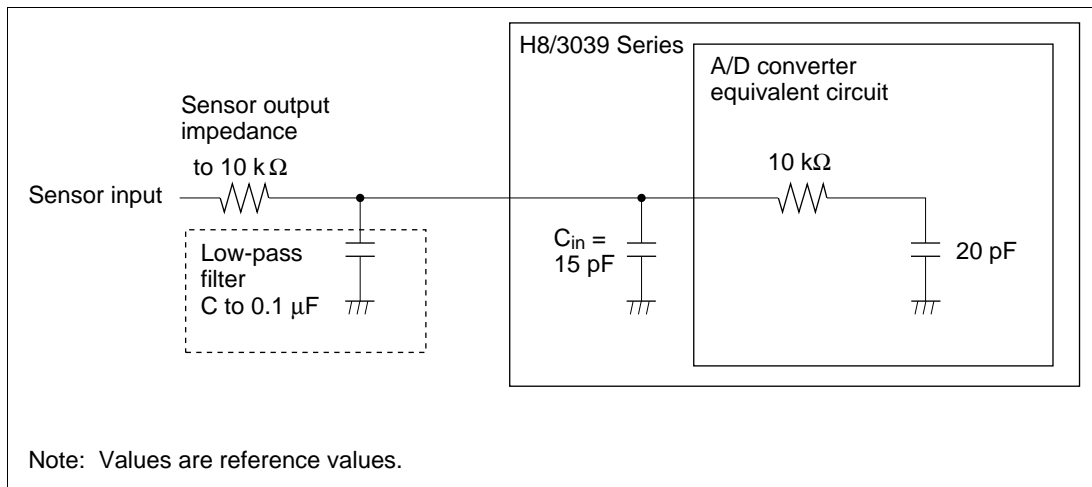 H8/3039 Series
A/D converter
equivalent circuit
Sensor output
impedance
to 10 kΩ
10 kΩ
Sensor input
Low-pass
filter
C to 0.1 μF
Cin =
15 pF
20 pF
Note: Values are reference values.